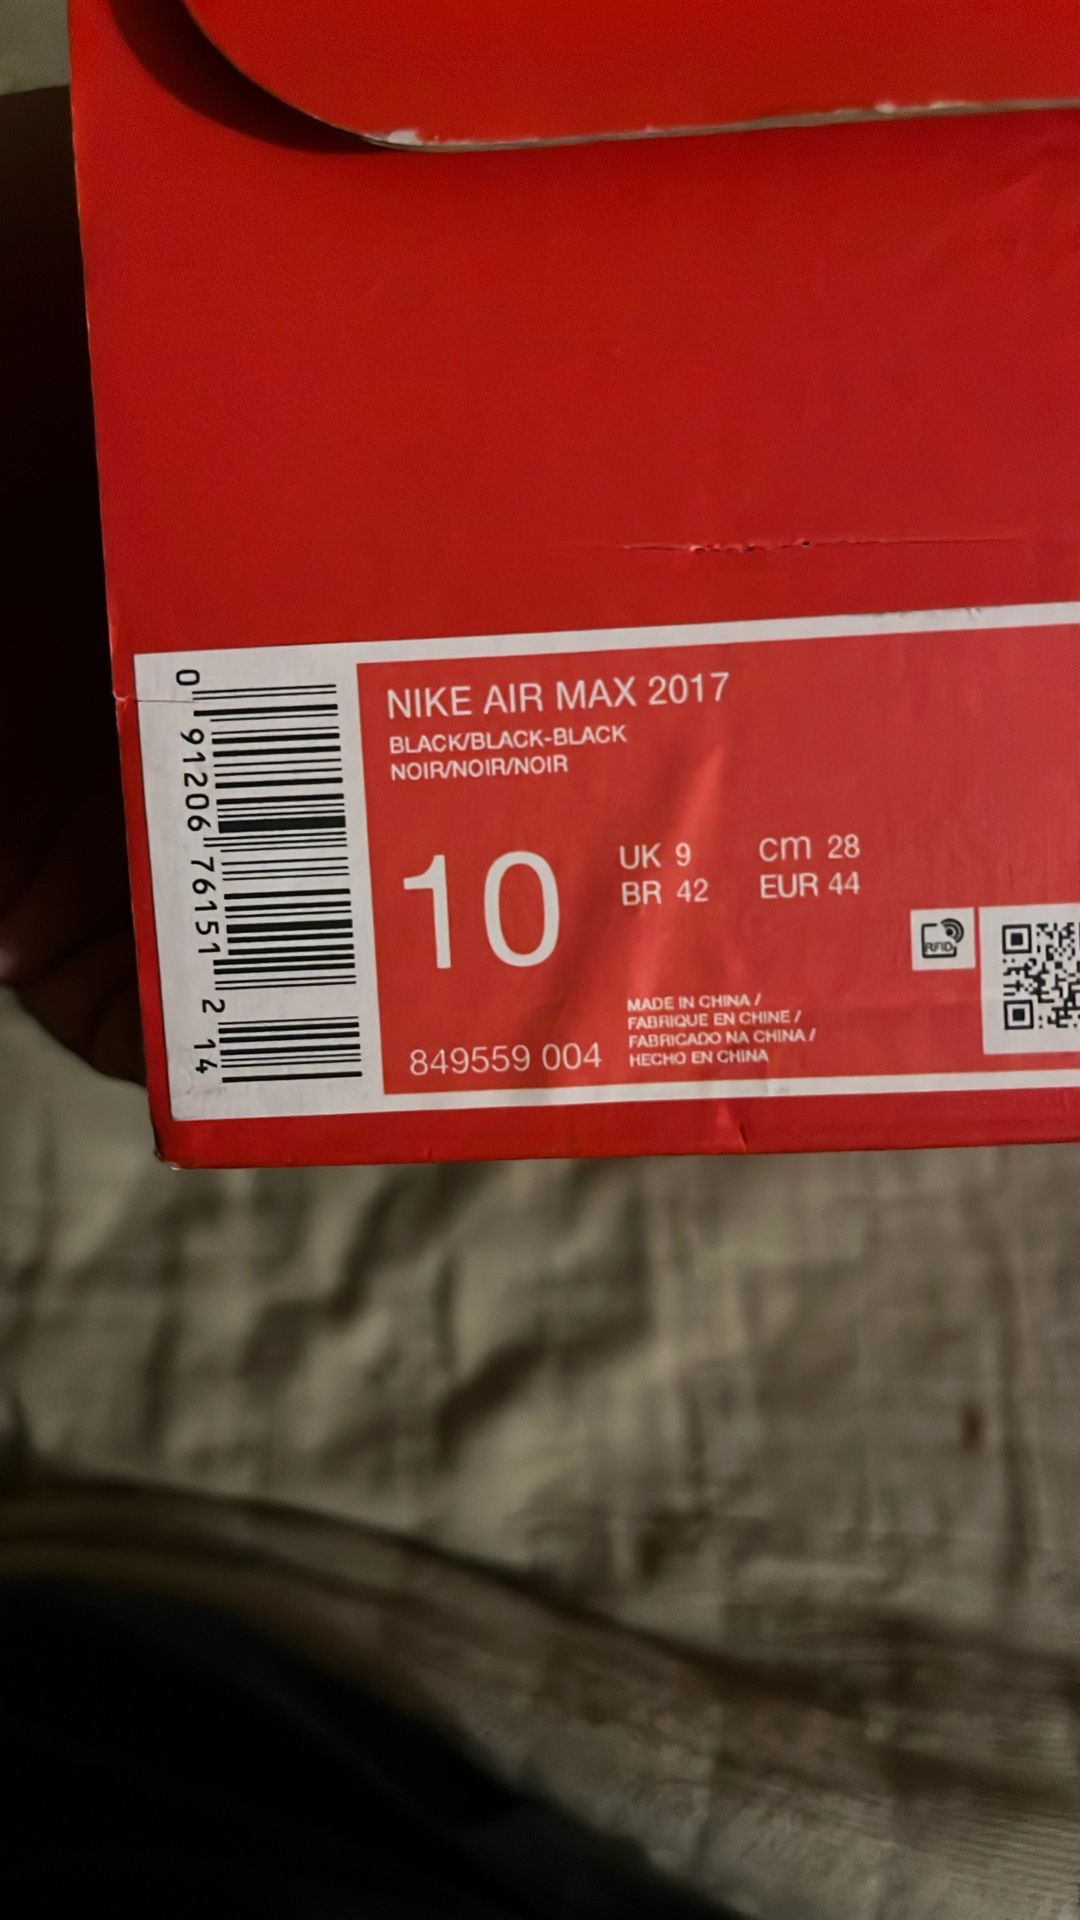 NIKE AIR MAX 2017
BLACK/BLACK-BLACK
NOIR/NOIR/NOIR
10
UK 9
cm 28
BR 42
EUR 44
RFID
MADE IN CHINA /
FABRIQUE EN CHINE /
FABRICADO NA CHINA /
HECHO EN CHINA
849559 004
0 91206 76151 2 14